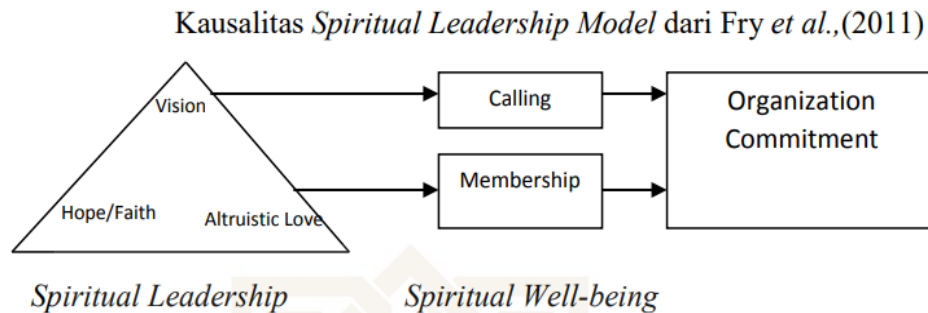 Kausalitas Spiritual Leadership Model dari Fry et al.,(2011)
Vision
Hope/Faith
Altruistic Love
Calling
Membership
Organization
Commitment
Spiritual Leadership
Spiritual Well-being